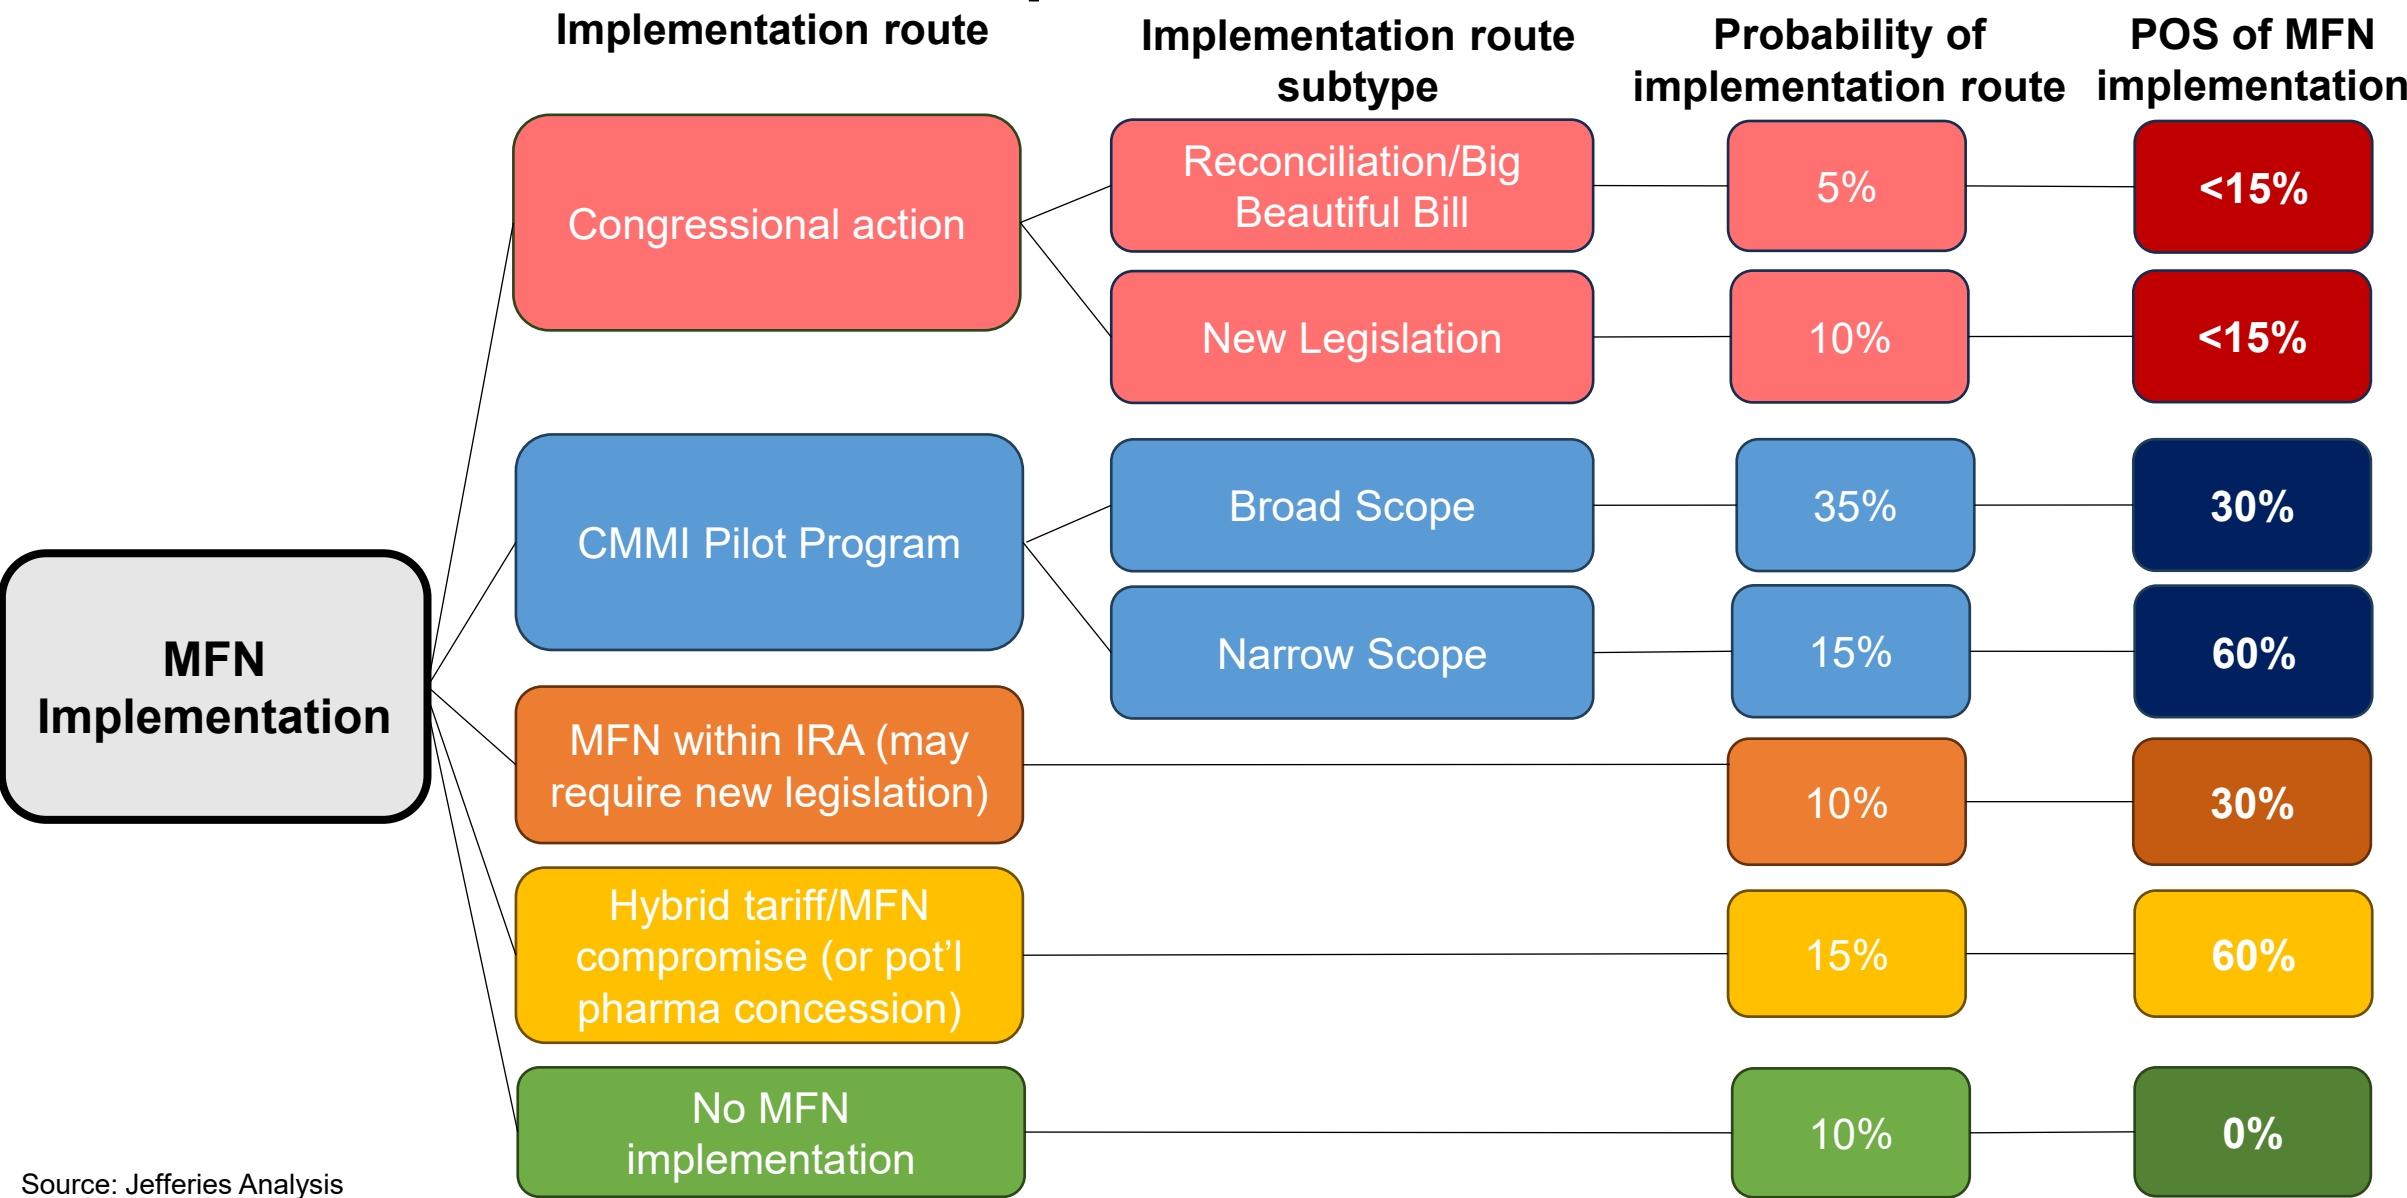 Implementation route
Implementation route
subtype
Probability of
implementation route
POS of MFN
implementation
Congressional action
Reconciliation/Big
Beautiful Bill
5%
<15%
New Legislation
10%
<15%
CMMI Pilot Program
Broad Scope
35%
30%
Narrow Scope
15%
60%
MFN
Implementation
MFN within IRA (may
require new legislation)
10%
30%
Hybrid tariff/MFN
compromise (or pot'l
pharma concession)
15%
60%
No MFN
implementation
10%
0%
Source: Jefferies Analysis